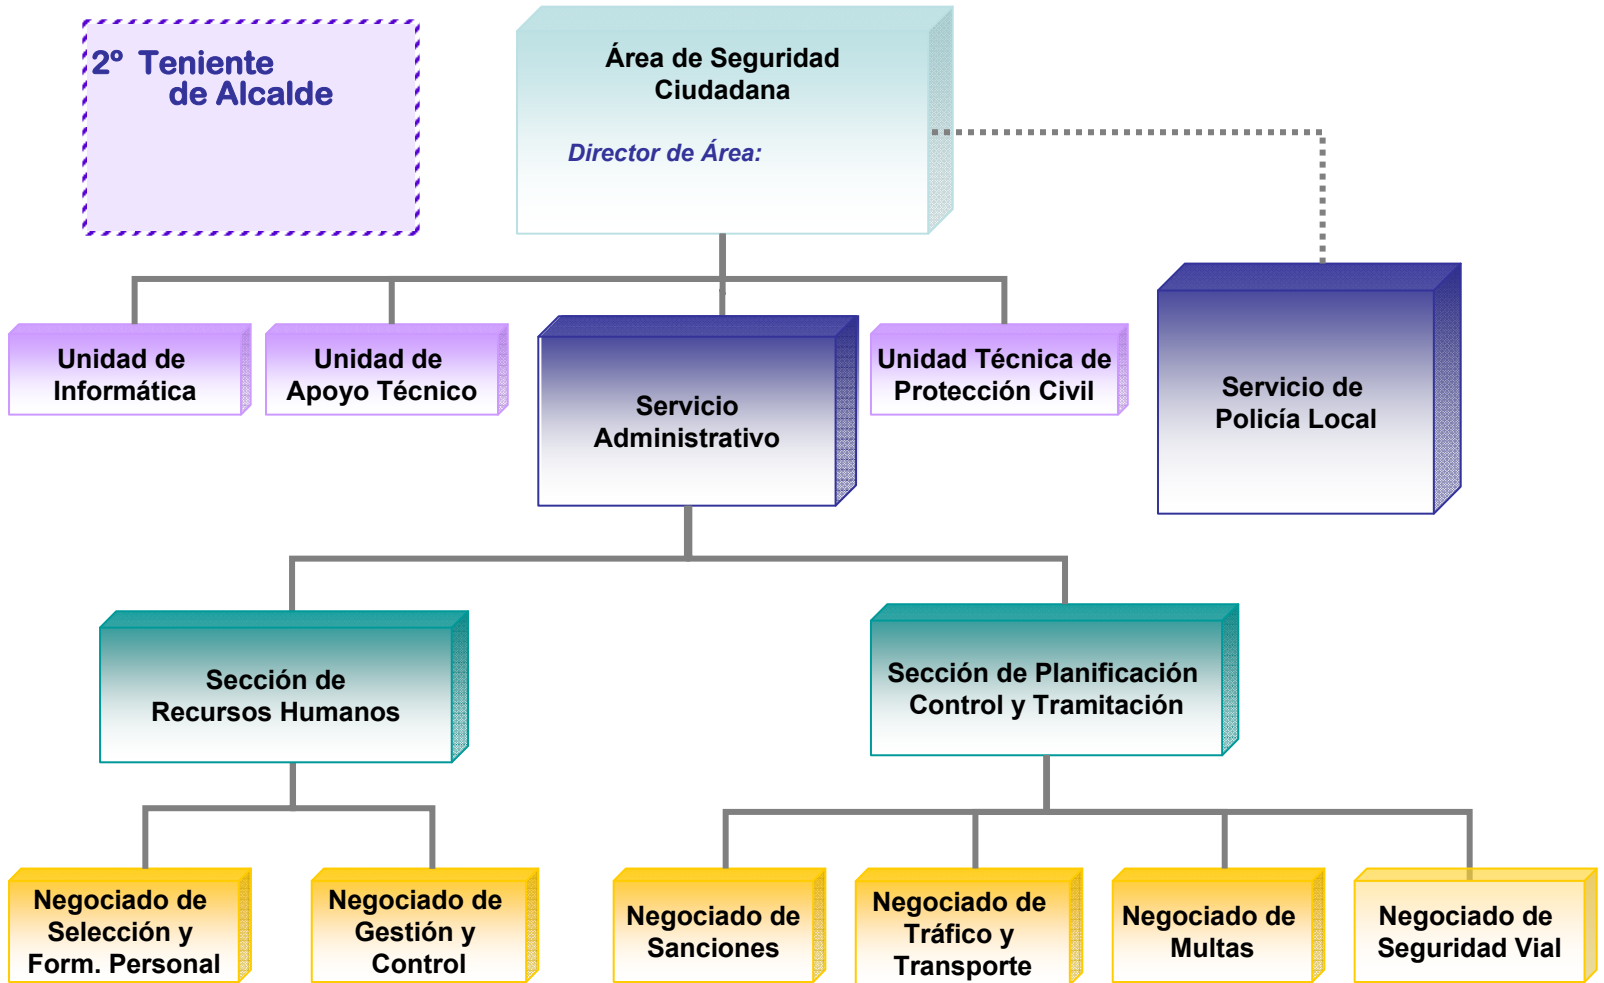 2º Teniente
de Alcalde
Área de Seguridad
Ciudadana
Director de Área:
Unidad de
Informática
Unidad de
Apoyo Técnico
Servicio
Administrativo
Unidad Técnica de
Protección Civil
Servicio de
Policía Local
Sección de
Recursos Humanos
Sección de Planificación
Control y Tramitación
Negociado de
Selección y
Form. Personal
Negociado de
Gestión y
Control
Negociado de
Sanciones
Negociado de
Tráfico y
Transporte
Negociado de
Multas
Negociado de
Seguridad Vial